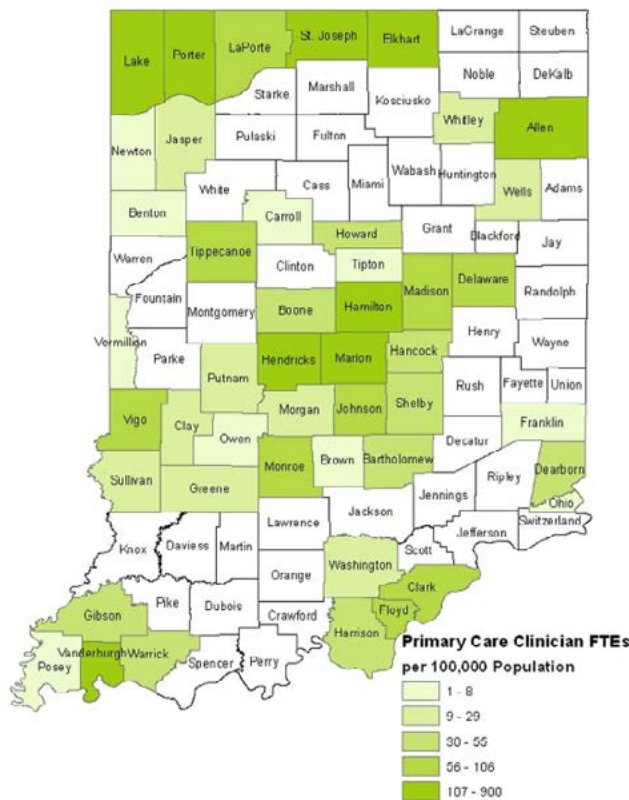 LaGrange Steuben
St. Joseph Elkhart
LaPorte
Lake Porter
Noble DeKalb
Marshall
Starke
Kosciusko
Whitley Allen
Jasper Pulaski Fulton
Newton
Wabash Huntington
Miami
White Cass Wells Adams
Benton Carroll
Grant Blackford Jay
Howard
Tippecanoe
Warren Clinton Tipton
Madison Delaware
Fountain Randolph
Montgomery Boone Hamilton
Vermillion
Henry
Parke Hendricks Marion Hancock Wayne
Putnam
Rush Fayette Union
Morgan Johnson Shelby
Vigo Clay
Owen Franklin
Decatur
Monroe Brown Bartholomew
Sullivan Greene Ripley Dearborn
Jennings Ohio
Jackson
Lawrence Switzerland
Jefferson
Knox Daviess Martin
Scott
Washington
Orange
Clark
Pike Dubois
Gibson Crawford Floyd
Harrison
Vanderburgh Warrick
Posey Spencer Perry
Primary Care Clinician FTEs
per 100,000 Population
1 - 8
9 - 29
30 - 55
56 - 106
107 - 900